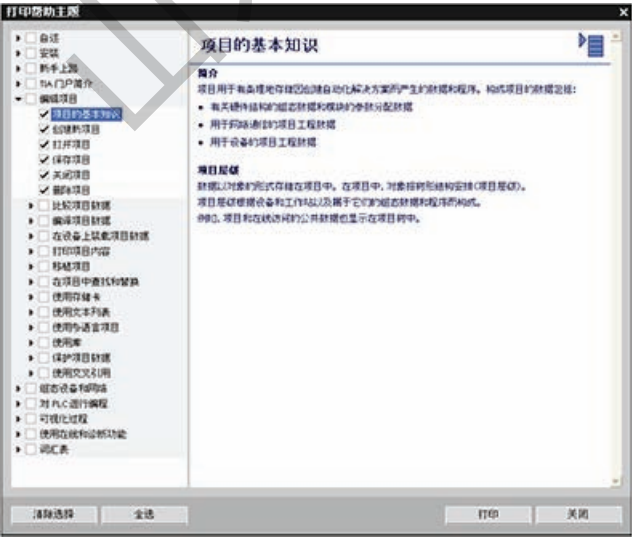 打印帮助主题
自述
安装
新手上路
TIA 门户简介
编辑项目
项目的基本知识
创建新项目
打开项目
保存项目
关闭项目
删除项目
比较项目数据
编译项目数据
在设备上装载项目数据
打印项目内容
移植项目
在项目中查找和替换
使用存储卡
使用文本列表
使用多语言项目
使用库
保护项目数据
使用交叉引用
组态设备和网络
对 PLC 进行编程
可视化过程
使用在线和诊断功能
词汇表
项目的基本知识
简介
项目用于有条理地存储因创建自动化解决方案而产生的数据和程序。构成项目的数据包括:
• 有关硬件结构的组态数据和模块的参数分配数据
• 用于网络通信的项目工程数据
• 用于设备的项目工程数据
项目层级
数据以对象的形式存储在项目中。在项目中，对象按树形结构安排(项目层级)。
项目层级根据设备和工作站以及属于它们的组态数据和程序而构成。
例如，项目和在线访问的公共数据也显示在项目树中。
清除选择
全选
打印
关闭